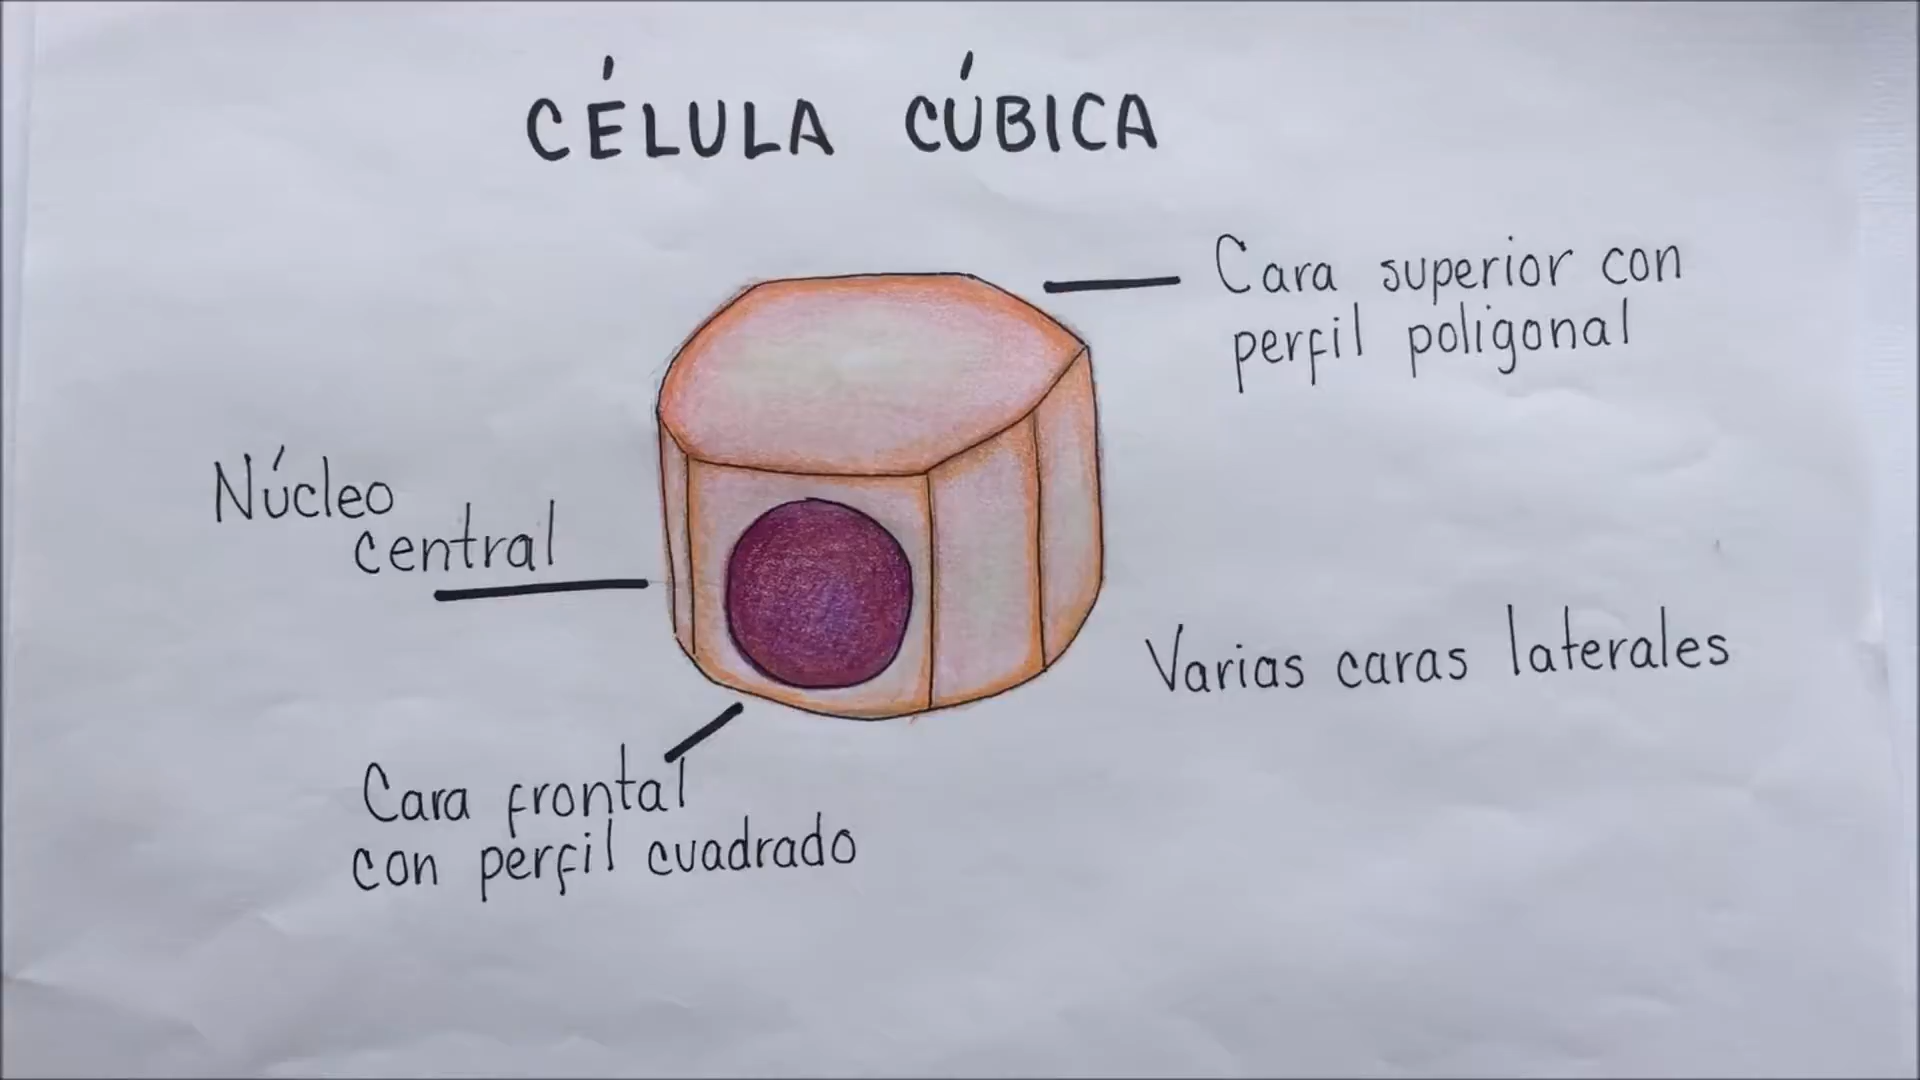 CÉLULA CÚBICA
Cara superior con
perfil poligonal
Núcleo
central
Varias caras laterales
Cara frontal
con perfil cuadrado